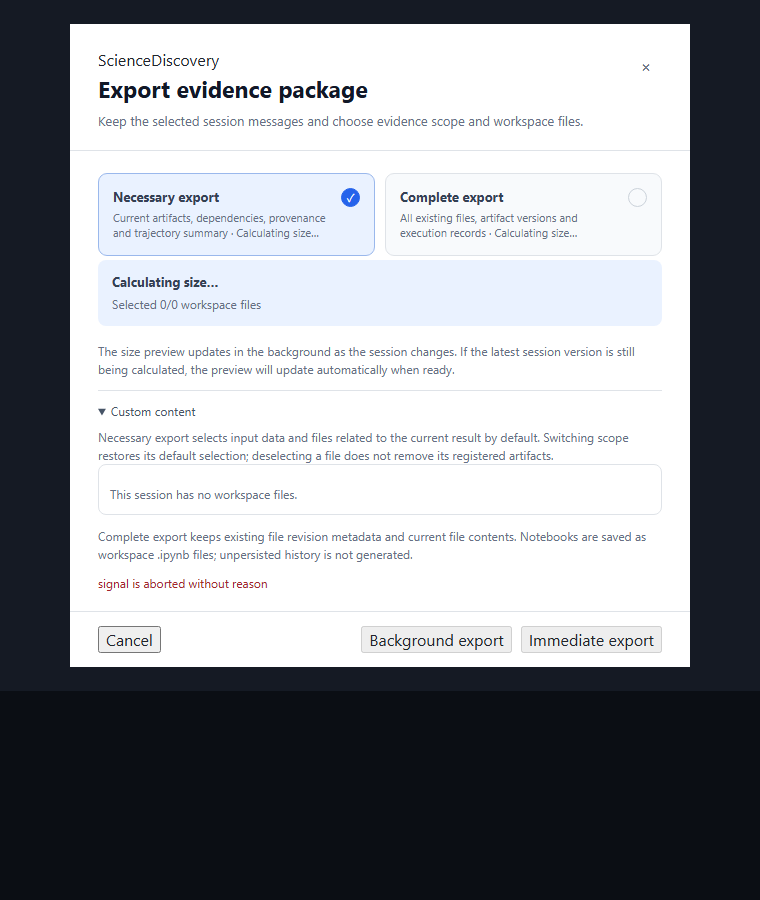 ScienceDiscovery
×
Export evidence package
Keep the selected session messages and choose evidence scope and workspace files.
Necessary export
✓
Current artifacts, dependencies, provenance
and trajectory summary · Calculating size...
Complete export
All existing files, artifact versions and
execution records · Calculating size...
Calculating size...
Selected 0/0 workspace files
The size preview updates in the background as the session changes. If the latest session version is still
being calculated, the preview will update automatically when ready.
▼ Custom content
Necessary export selects input data and files related to the current result by default. Switching scope
restores its default selection; deselecting a file does not remove its registered artifacts.
This session has no workspace files.
Complete export keeps existing file revision metadata and current file contents. Notebooks are saved as
workspace .ipynb files; unpersisted history is not generated.
signal is aborted without reason
Cancel
Background export
Immediate export